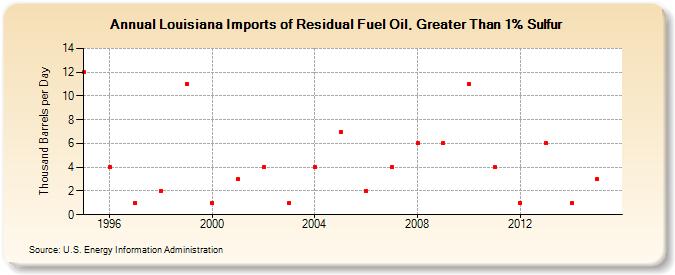 Annual Louisiana Imports of Residual Fuel Oil, Greater Than 1% Sulfur
Thousand Barrels per Day
14
12
10
8
6
4
2
0
1996 2000 2004 2008 2012
Source: U.S. Energy Information Administration